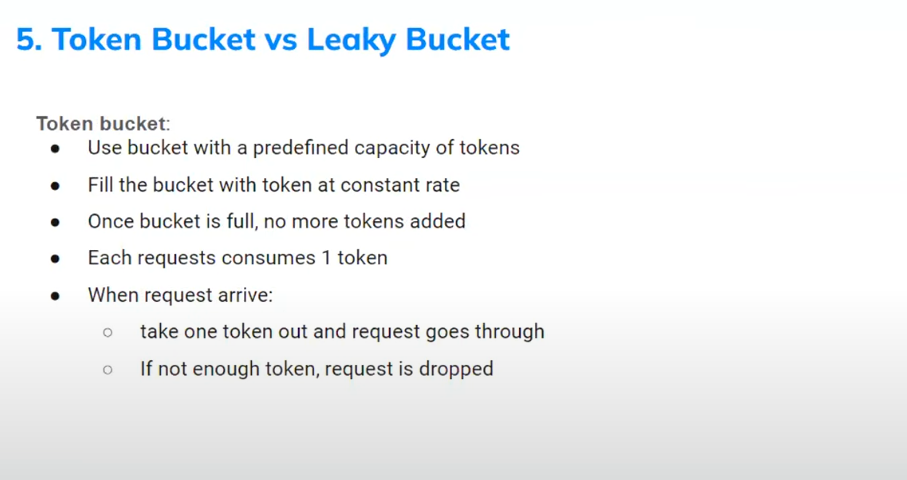 5. Token Bucket vs Leaky Bucket
Token bucket:
● Use bucket with a predefined capacity of tokens
● Fill the bucket with token at constant rate
● Once bucket is full, no more tokens added
● Each requests consumes 1 token
● When request arrive:
○ take one token out and request goes through
○ If not enough token, request is dropped